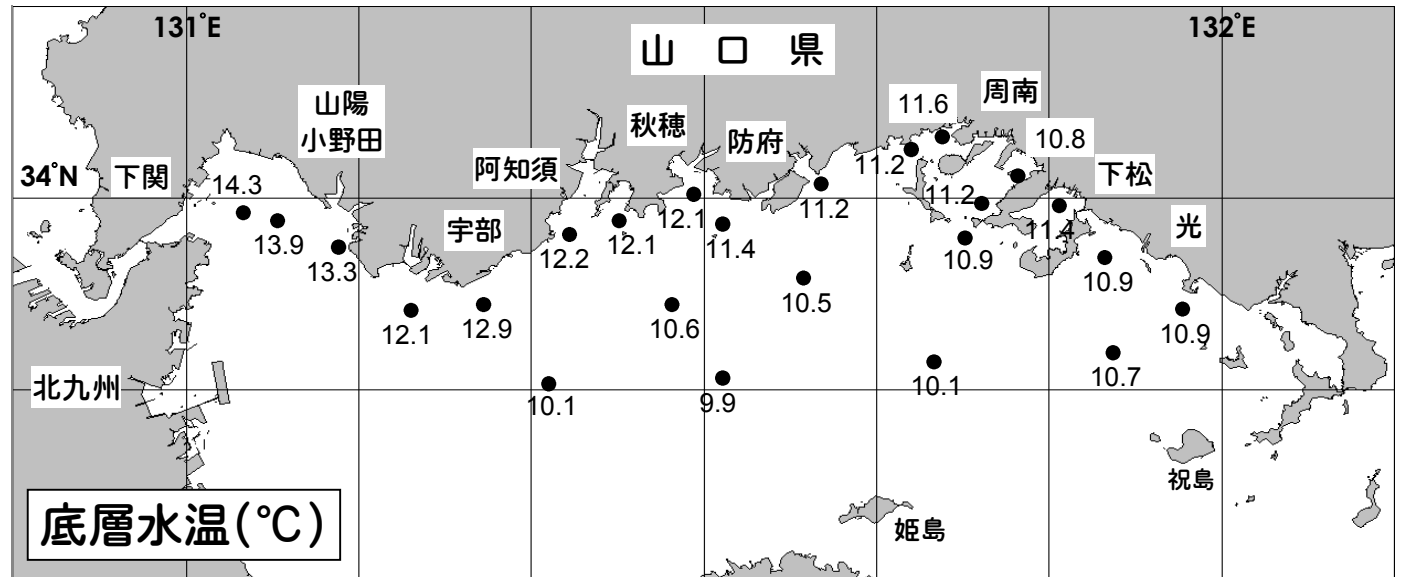 131°E
132°E
山口県
山陽
小野田
秋穂
防府
11.6
周南
10.8
34°N
下関
14.3
阿知須
11.2
下松
13.9
宇部
12.1
11.2
11.2
光
13.3
12.2
12.1
11.4
10.9
11.4
10.9
12.1
12.9
10.6
10.5
10.9
北九州
10.1
9.9
10.1
10.7
祝島
底層水温(℃)
姫島